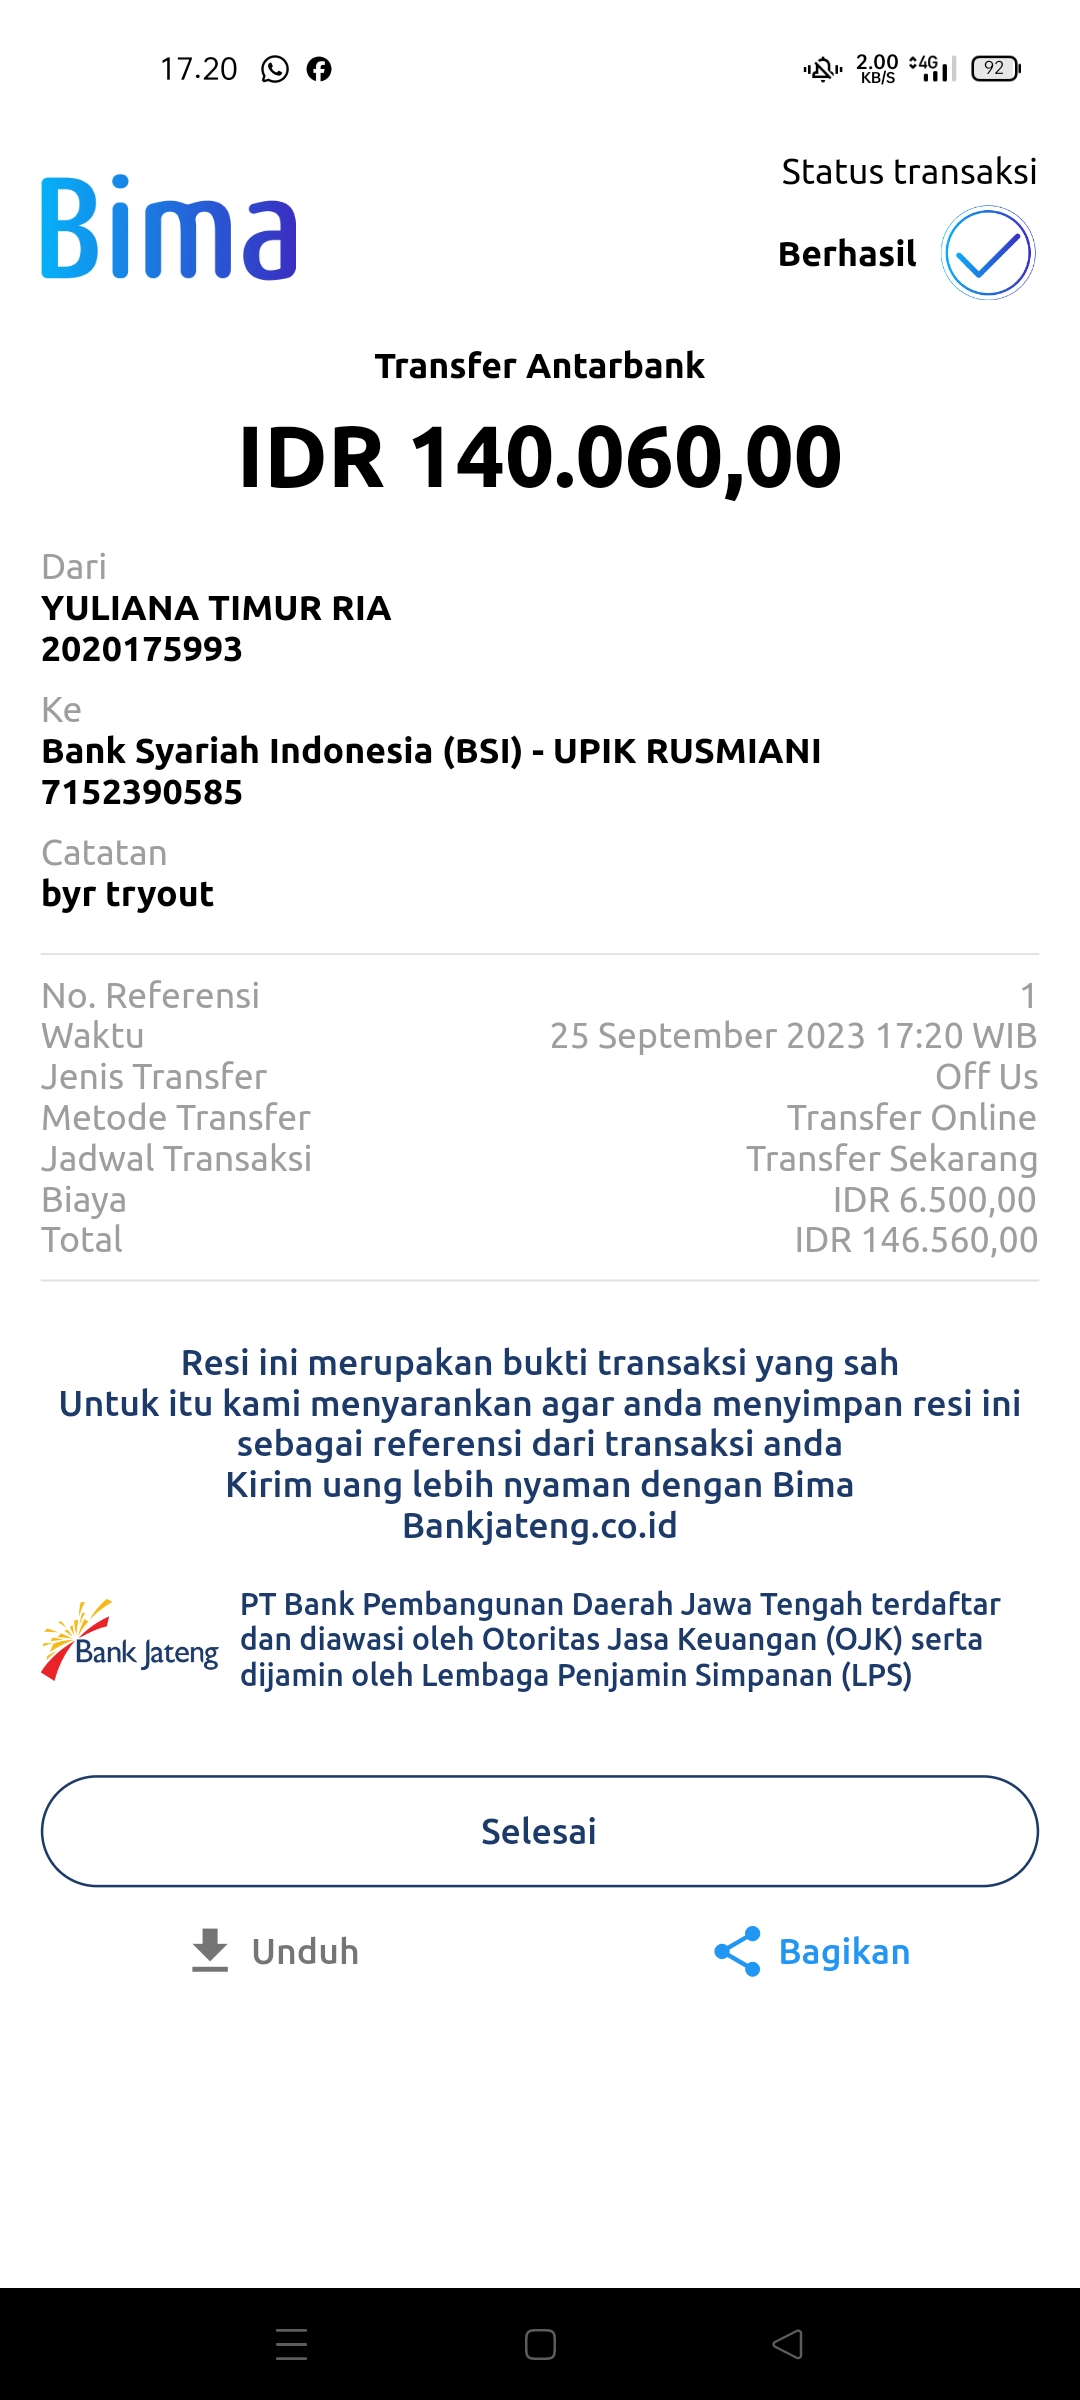 17.20
2.00 KB/S 4G 92
Bima
Status transaksi
Berhasil
Transfer Antarbank
IDR 140.060,00
Dari
YULIANA TIMUR RIA
2020175993
Ke
Bank Syariah Indonesia (BSI) - UPIK RUSMIANI
7152390585
Catatan
byr tryout
No. Referensi 1
Waktu 25 September 2023 17:20 WIB
Jenis Transfer Off Us
Metode Transfer Transfer Online
Jadwal Transaksi Transfer Sekarang
Biaya IDR 6.500,00
Total IDR 146.560,00
Resi ini merupakan bukti transaksi yang sah
Untuk itu kami menyarankan agar anda menyimpan resi ini
sebagai referensi dari transaksi anda
Kirim uang lebih nyaman dengan Bima
Bankjateng.co.id
Bank Jateng
PT Bank Pembangunan Daerah Jawa Tengah terdaftar
dan diawasi oleh Otoritas Jasa Keuangan (OJK) serta
dijamin oleh Lembaga Penjamin Simpanan (LPS)
Selesai
Unduh
Bagikan